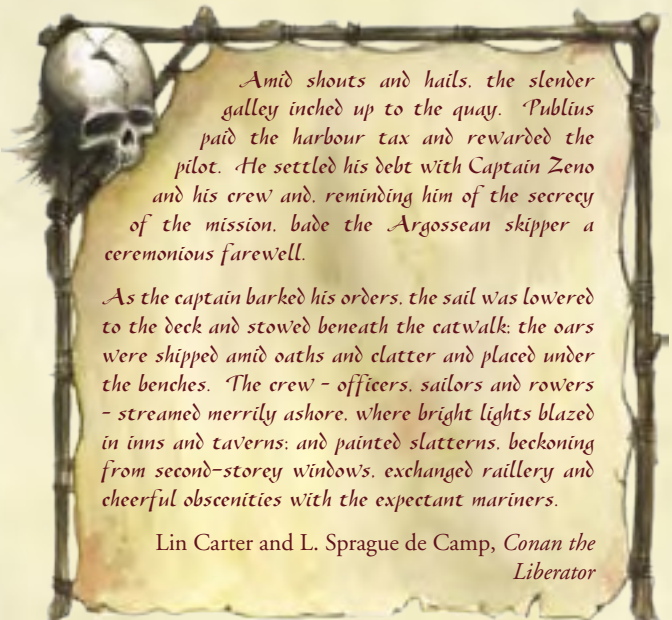 Amid shouts and hails, the slender
galley inched up to the quay. Publius
paid the harbour tax and rewarded the
pilot. He settled his debt with Captain Zeno
and his crew and, reminding him of the secrecy
of the mission, bade the Argossean skipper a
ceremonious farewell.
As the captain barked his orders, the sail was lowered
to the deck and stowed beneath the catwalk; the oars
were shipped amid oaths and clatter and placed under
the benches. The crew – officers, sailors and rowers
– streamed merrily ashore, where bright lights blazed
in inns and taverns; and painted slatterns, beckoning
from second-storey windows, exchanged raillery and
cheerful obscenities with the expectant mariners.
Lin Carter and L. Sprague de Camp, Conan the
Liberator